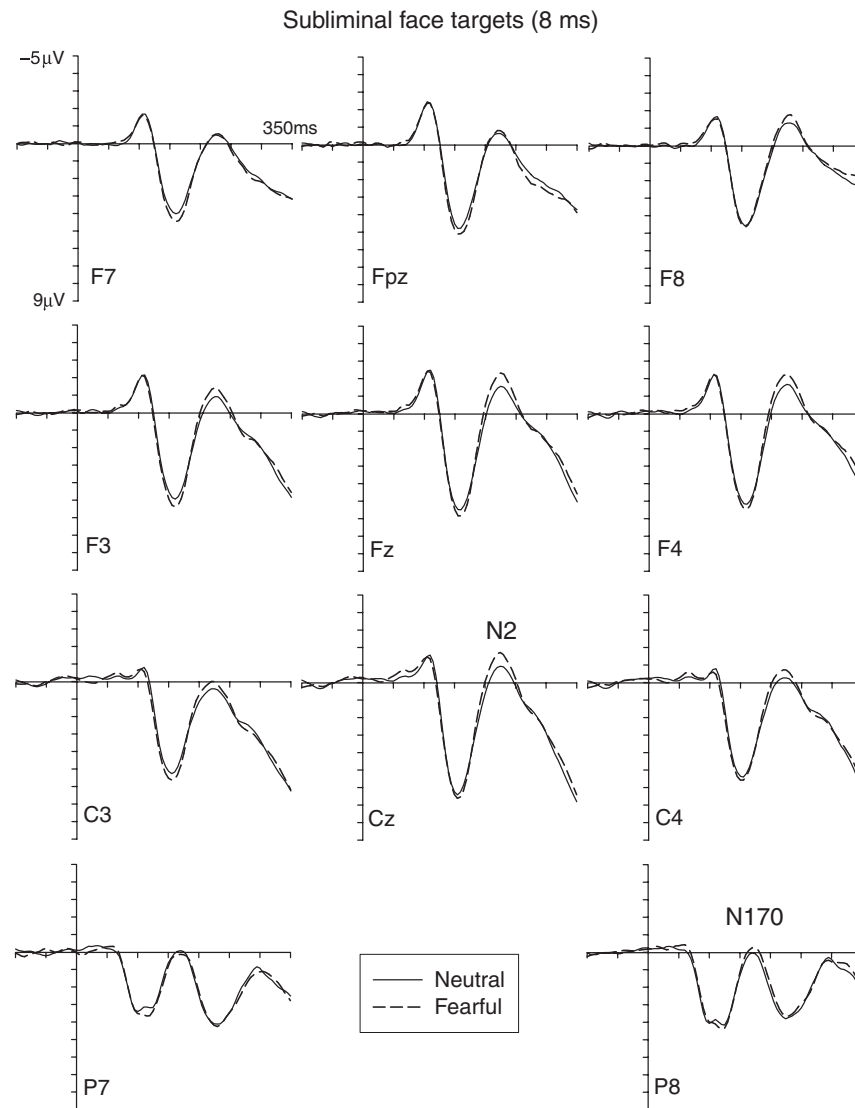 Subliminal face targets (8 ms)
–5µV
350ms
9µV
F7
Fpz
F8
F3
Fz
F4
N2
C3
Cz
C4
N170
Neutral
Fearful
P7
P8